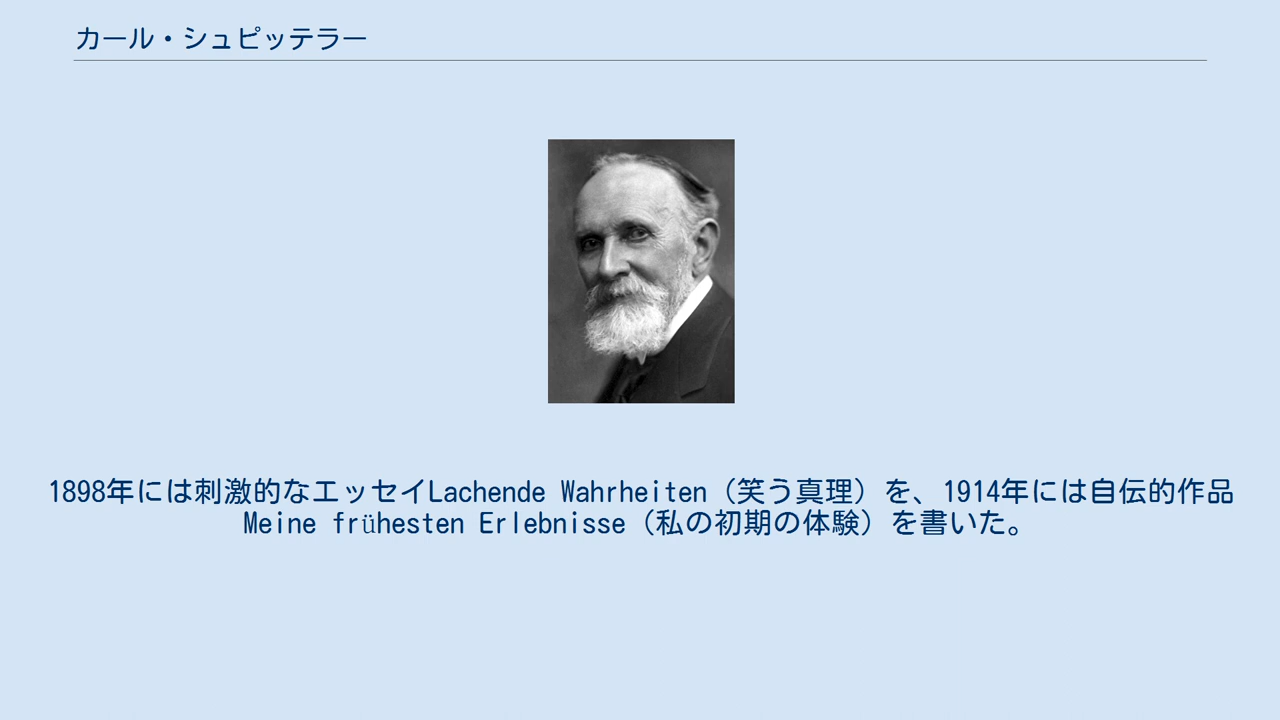 カール・シュピッテラー
1898年には刺激的なエッセイLachende Wahrheiten（笑う真理）を、1914年には自伝的作品
Meine frühesten Erlebnisse（私の初期の体験）を書いた。